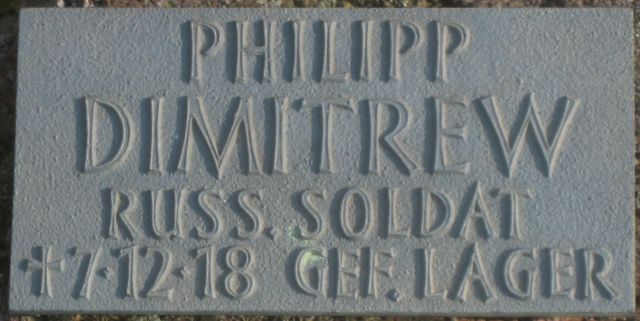 PHILIPP
DIMITREW
RUSS. SOLDAT
† 7·12·18 GEF. LAGER